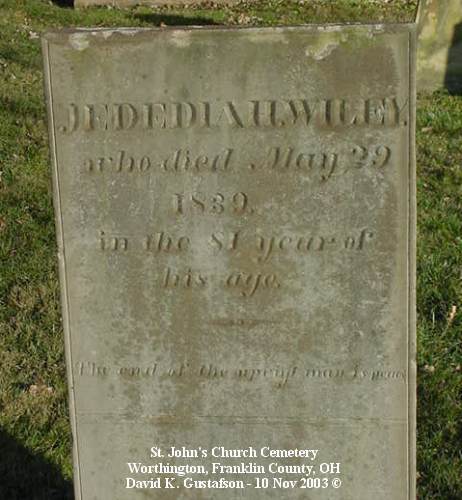 JEDEDIAH.WILEY.
who died May 29
1839.
in the 81 year of
his age.
The end of the upright man is peace.
St. John's Church Cemetery
Worthington, Franklin County, OH
David K. Gustafson - 10 Nov 2003 ©